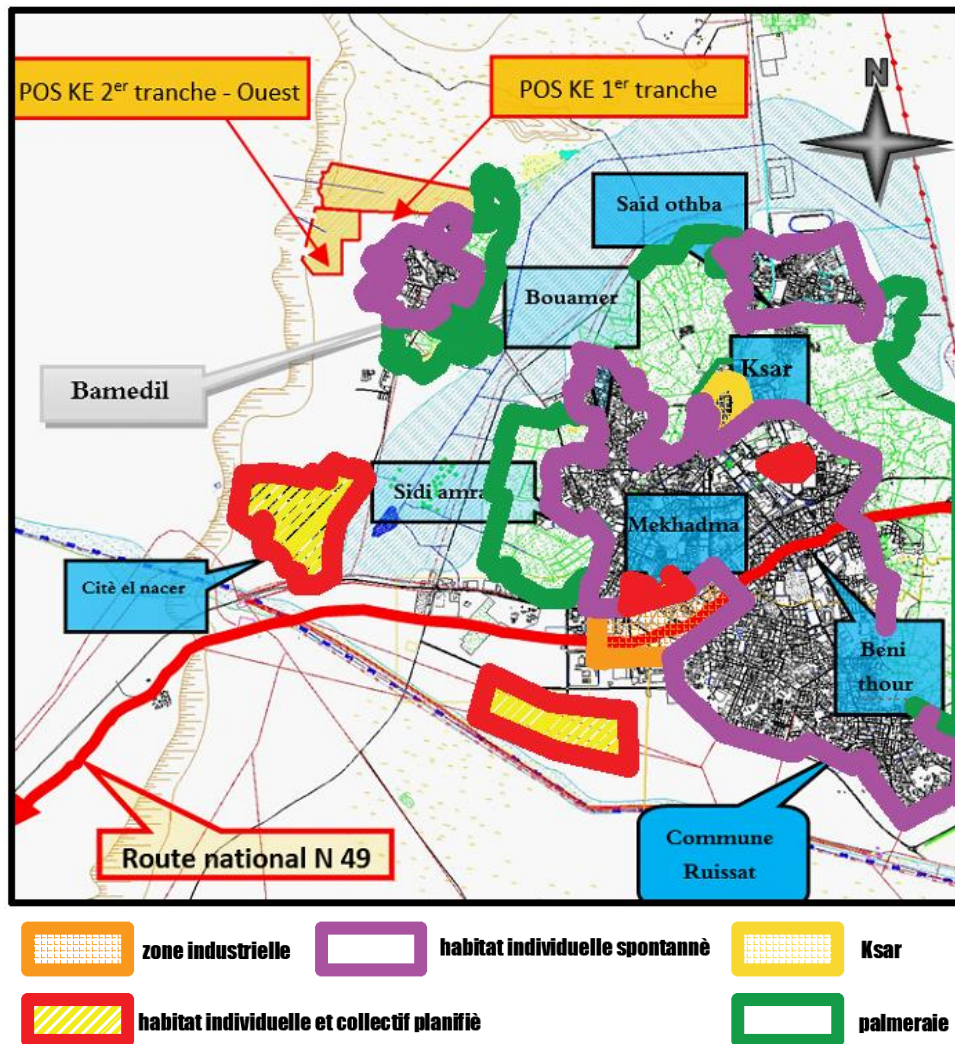 POS KE 2er tranche - Ouest
POS KE 1er tranche
N
Said othba
Bouamer
Ksar
Bamedil
Sidi amra
Mekhadma
Citè el nacer
Beni
thour
Route national N 49
Commune
Ruissat
zone industrielle
habitat individuelle spontannè
Ksar
habitat individuelle et collectif planifiè
palmeraie